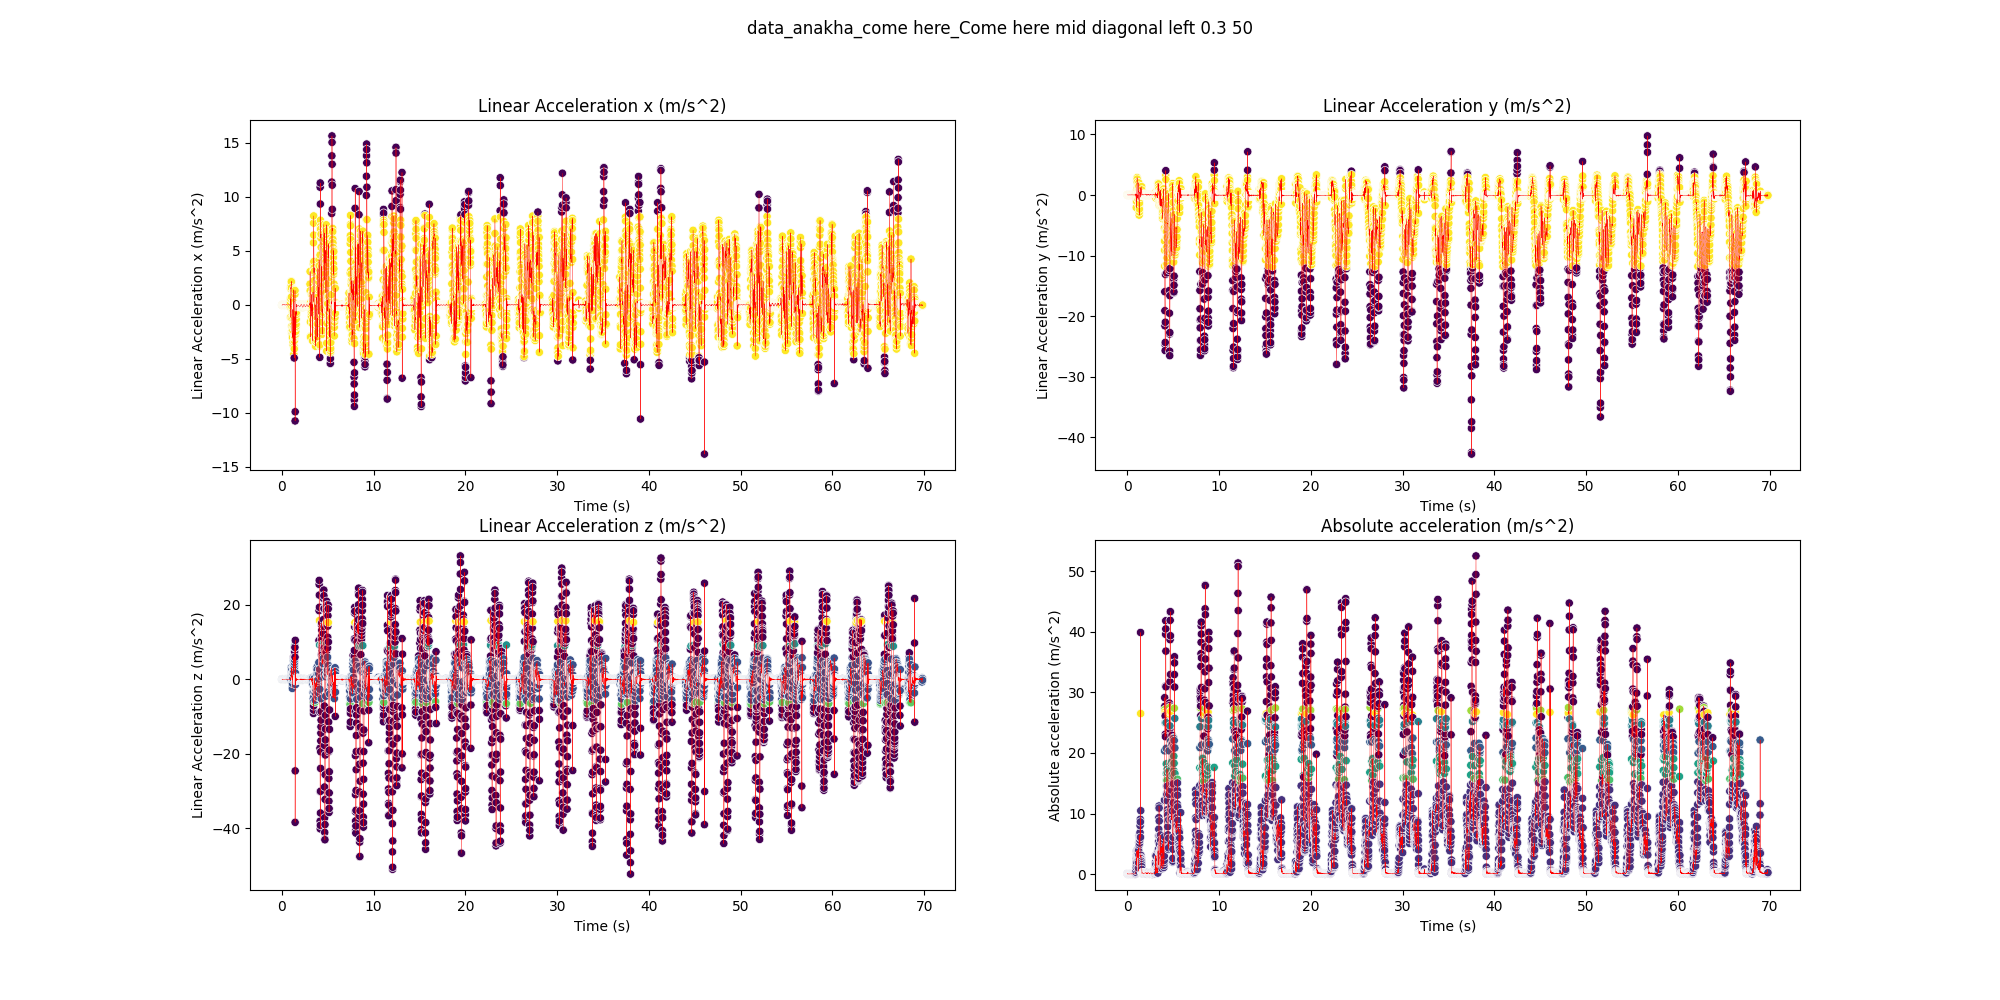 data_anakha_come here_Come here mid diagonal left 0.3 50
Linear Acceleration x (m/s^2)
Linear Acceleration x (m/s^2)
15
10
5
0
−5
−10
−15
0 10 20 30 40 50 60 70
Time (s)
Linear Acceleration y (m/s^2)
Linear Acceleration y (m/s^2)
10
0
−10
−20
−30
−40
0 10 20 30 40 50 60 70
Time (s)
Linear Acceleration z (m/s^2)
Linear Acceleration z (m/s^2)
20
0
−20
−40
0 10 20 30 40 50 60 70
Time (s)
Absolute acceleration (m/s^2)
Absolute acceleration (m/s^2)
50
40
30
20
10
0
0 10 20 30 40 50 60 70
Time (s)